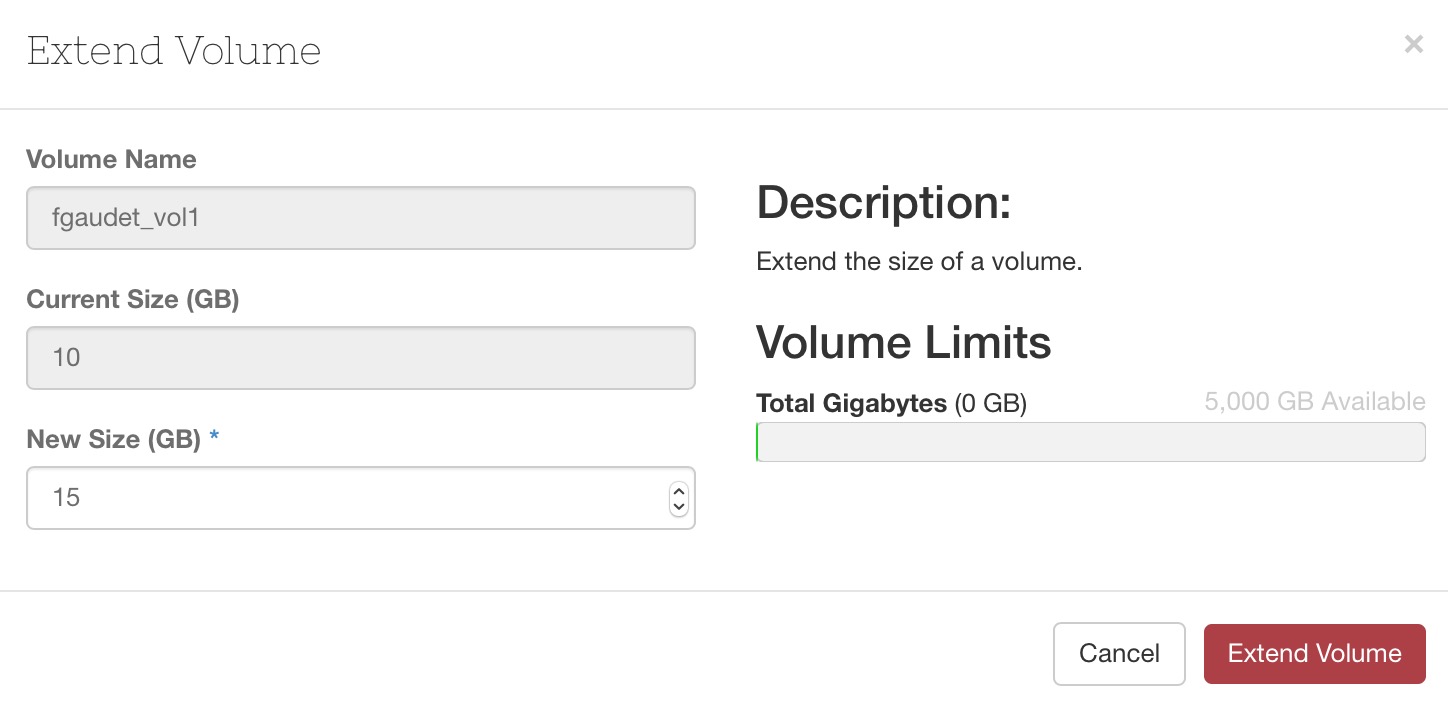 Extend Volume
×
Volume Name
fgaudet_vol1
Current Size (GB)
10
New Size (GB) *
15
Description:
Extend the size of a volume.
Volume Limits
Total Gigabytes (0 GB) 5,000 GB Available
Cancel Extend Volume